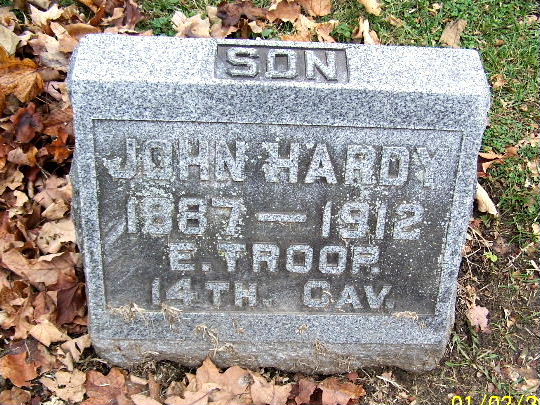 SON
JOHN HARDY
1887 — 1912
E. TROOP.
14TH. CAV.